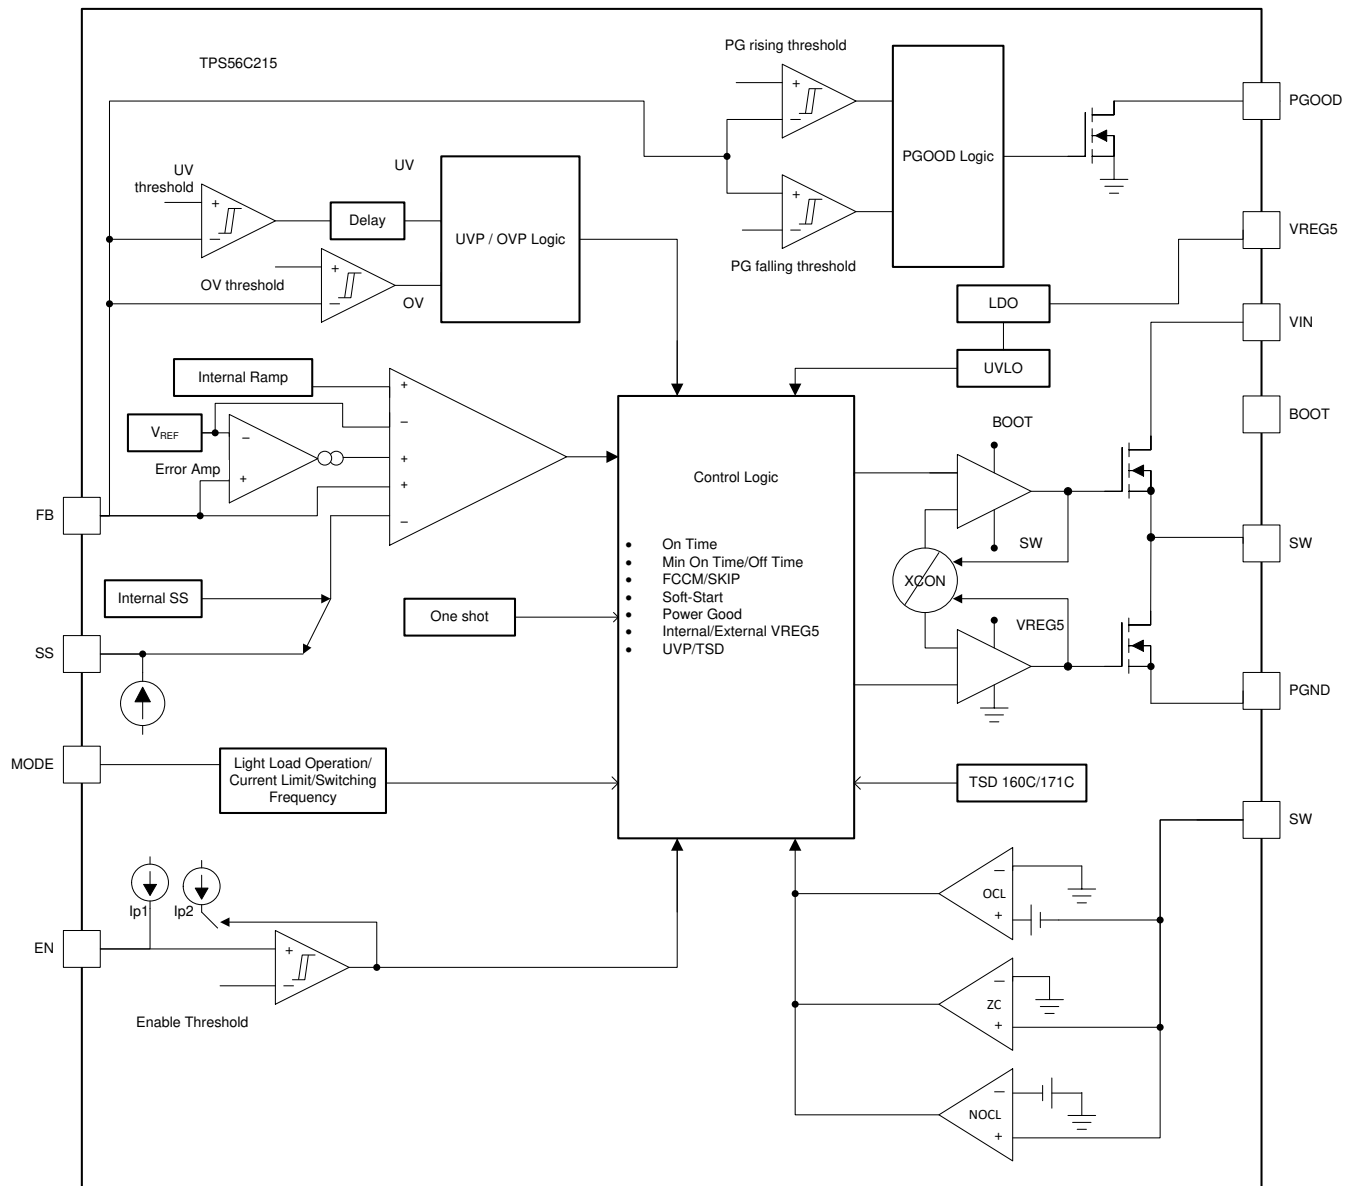 TPS56C215
PG rising threshold
+
−
PGOOD Logic
PGOOD
UV
threshold
+
−
Delay
UV
UVP / OVP Logic
+
−
PG falling threshold
VREG5
OV threshold
+
−
OV
LDO
VIN
UVLO
Internal Ramp
BOOT
VREF
Error Amp
−
+
+
−
+
+
−
BOOT
Control Logic
FB
SW
SW
• On Time
• Min On Time/Off Time
• FCCM/SKIP
• Soft-Start
• Power Good
• Internal/External VREG5
• UVP/TSD
XCON
Internal SS
One shot
VREG5
SS
PGND
MODE
Light Load Operation/
Current Limit/Switching
Frequency
TSD 160C/171C
SW
Ip1
Ip2
EN
+
−
Enable Threshold
−
OCL
+
−
ZC
+
−
NOCL
+